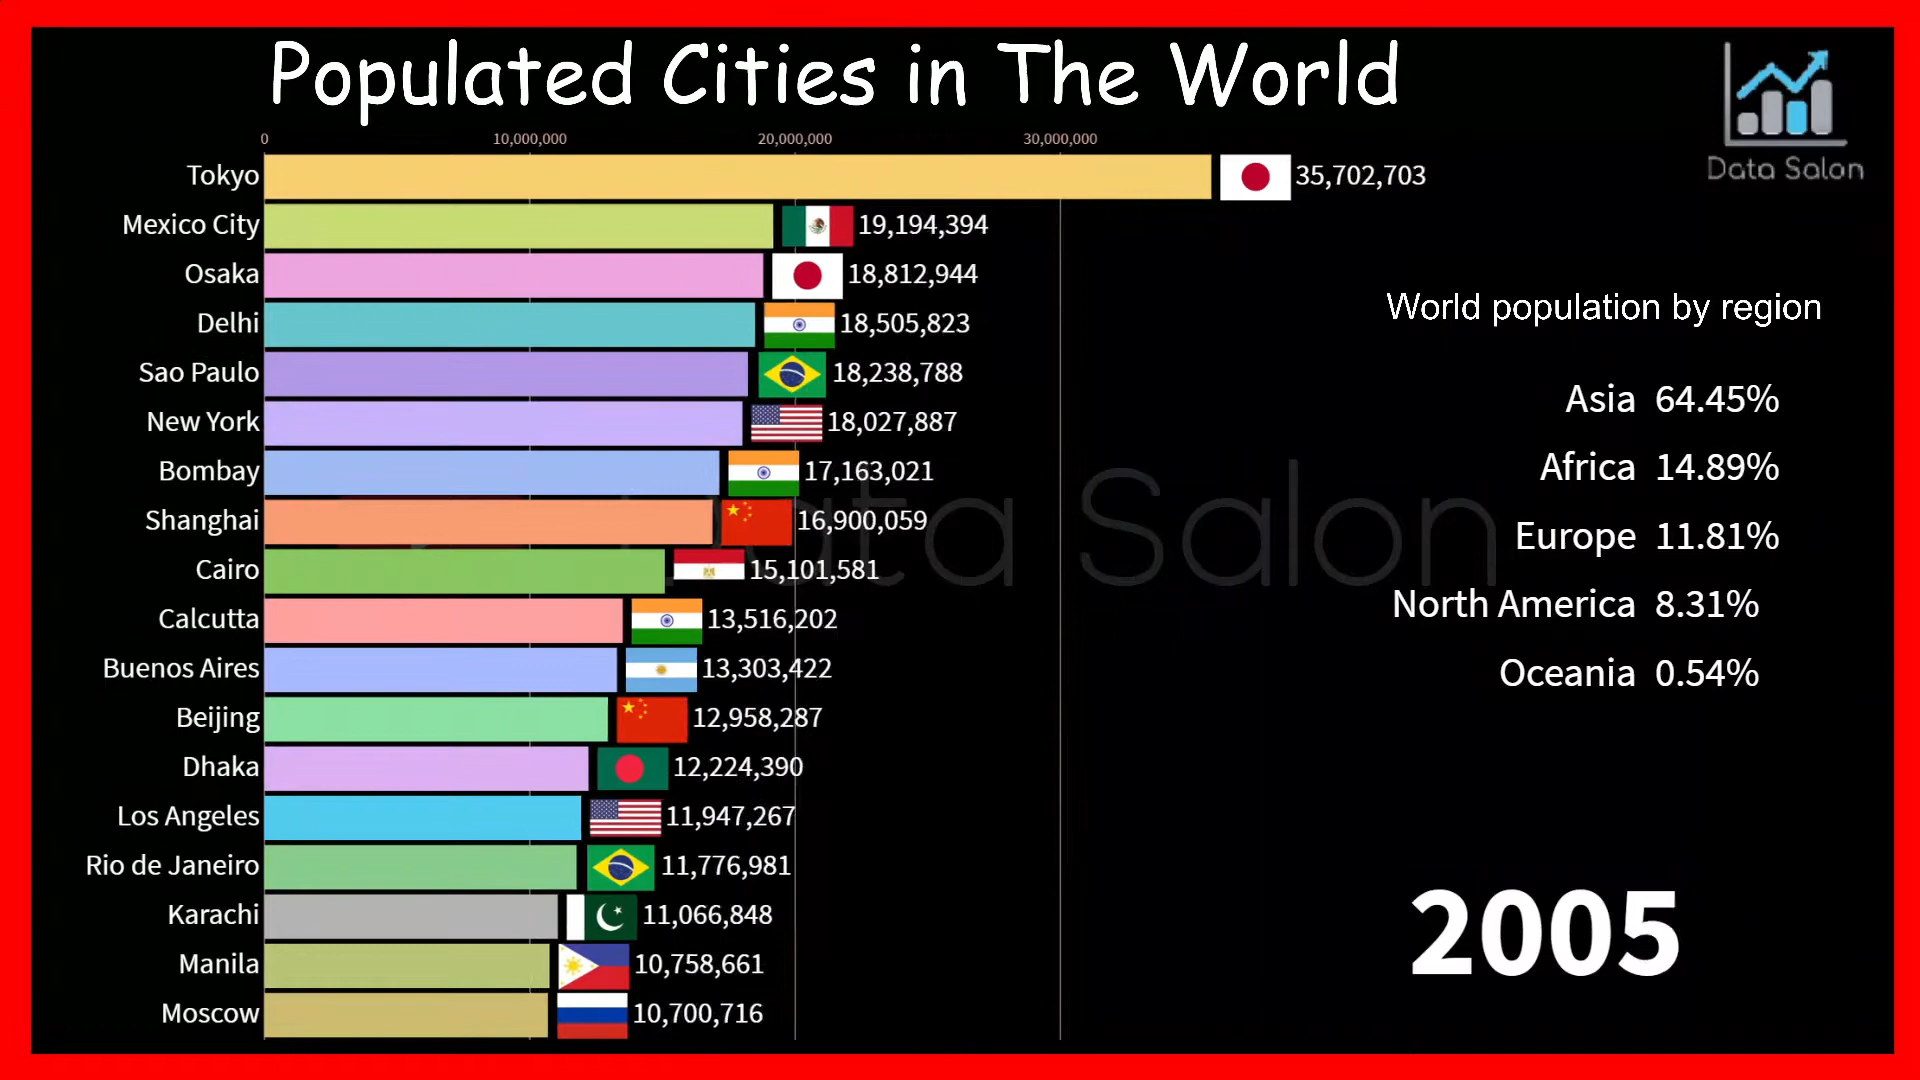 Populated Cities in The World
Data Salon
0 10,000,000 20,000,000 30,000,000
Tokyo 35,702,703
Mexico City 19,194,394
Osaka 18,812,944
Delhi 18,505,823
Sao Paulo 18,238,788
New York 18,027,887
Bombay 17,163,021
Shanghai 16,900,059
Cairo 15,101,581
Calcutta 13,516,202
Buenos Aires 13,303,422
Beijing 12,958,287
Dhaka 12,224,390
Los Angeles 11,947,267
Rio de Janeiro 11,776,981
Karachi 11,066,848
Manila 10,758,661
Moscow 10,700,716
Data Salon
World population by region
Asia 64.45%
Africa 14.89%
Europe 11.81%
North America 8.31%
Oceania 0.54%
2005